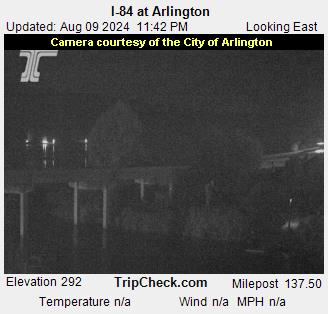 I-84 at Arlington
Updated: Aug 09 2024 11:42 PM Looking East
Camera courtesy of the City of Arlington
Elevation 292 TripCheck.com Milepost 137.50
Temperature n/a Wind n/a MPH n/a